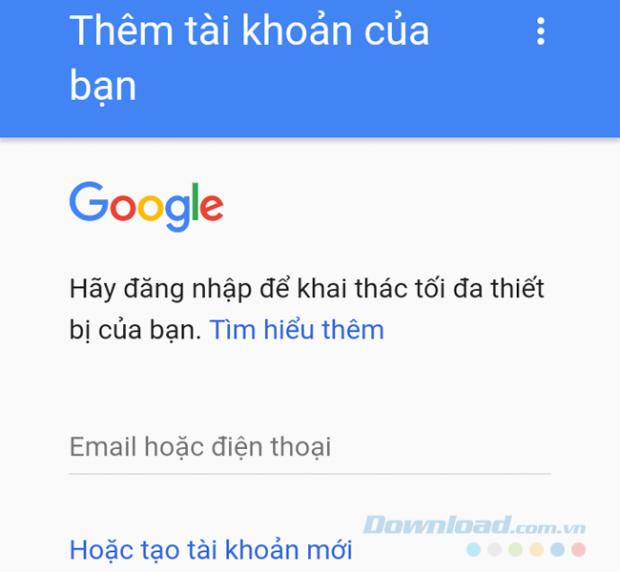 Thêm tài khoản của
bạn
Google
Hãy đăng nhập để khai thác tối đa thiết
bị của bạn. Tìm hiểu thêm
Email hoặc điện thoại
Download.com.vn
Hoặc tạo tài khoản mới